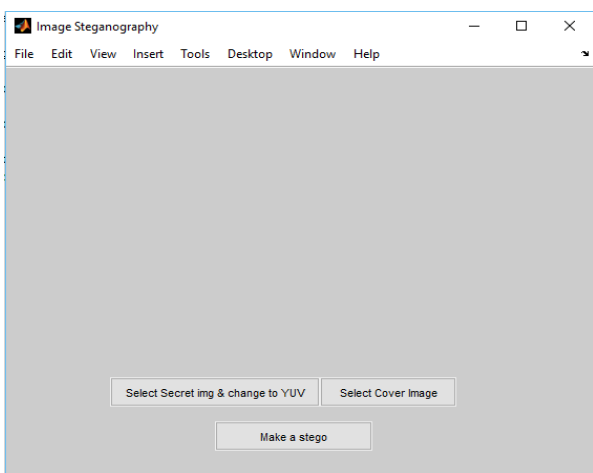 Image Steganography
File Edit View Insert Tools Desktop Window Help
Select Secret img & change to YUV Select Cover Image
Make a stego